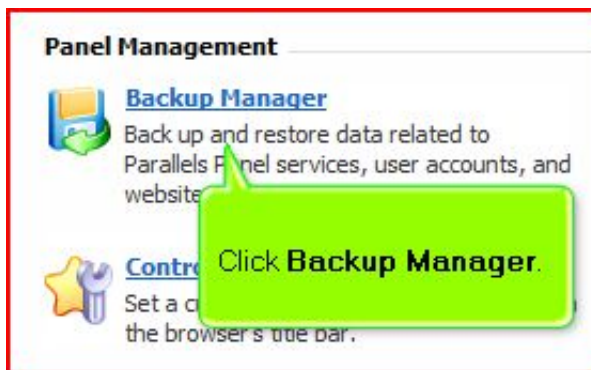 Panel Management
Backup Manager
Back up and restore data related to
Parallels Panel services, user accounts, and
website
Click Backup Manager.
Contro
Set a
the browser's title bar.